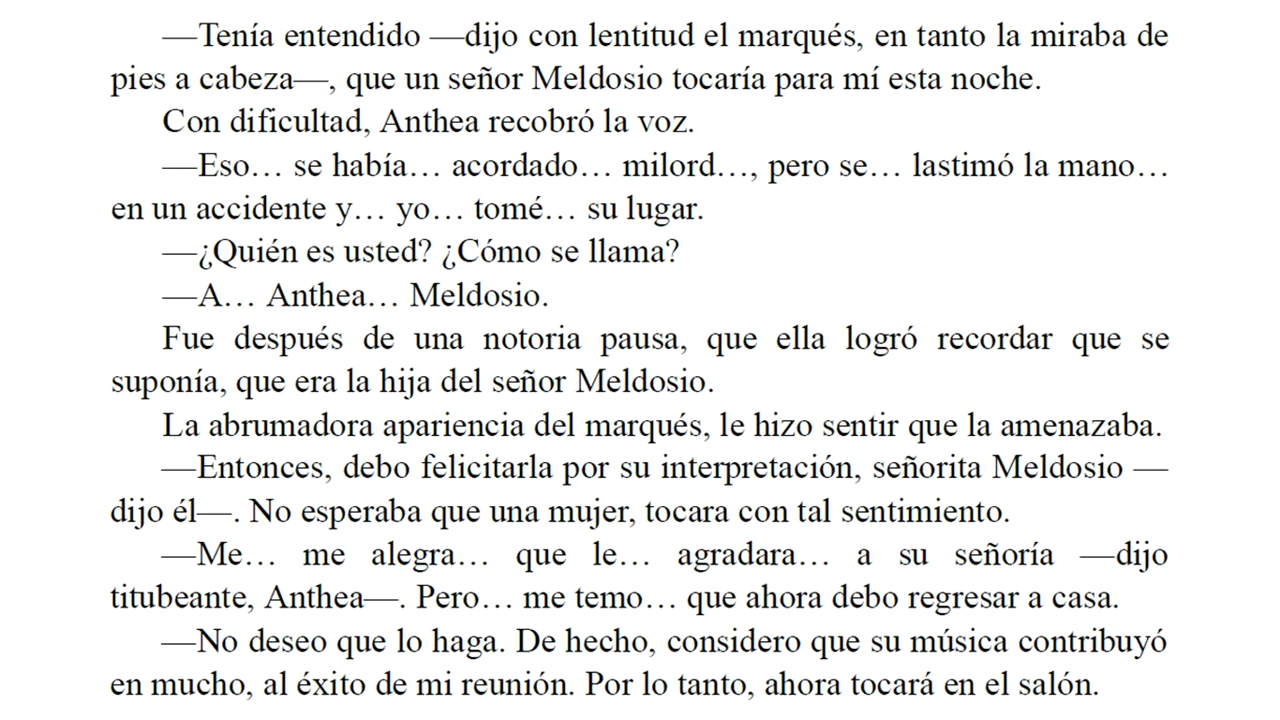 —Tenía entendido —dijo con lentitud el marqués, en tanto la miraba de
pies a cabeza—, que un señor Meldosio tocaría para mí esta noche.
Con dificultad, Anthea recobró la voz.
—Eso… se había… acordado… milord…, pero se… lastimó la mano…
en un accidente y… yo… tomé… su lugar.
—¿Quién es usted? ¿Cómo se llama?
—A… Anthea… Meldosio.
Fue después de una notoria pausa, que ella logró recordar que se
suponía, que era la hija del señor Meldosio.
La abrumadora apariencia del marqués, le hizo sentir que la amenazaba.
—Entonces, debo felicitarla por su interpretación, señorita Meldosio —
dijo él—. No esperaba que una mujer, tocara con tal sentimiento.
—Me… me alegra… que le… agradara… a su señoría —dijo
titubeante, Anthea—. Pero… me temo… que ahora debo regresar a casa.
—No deseo que lo haga. De hecho, considero que su música contribuyó
en mucho, al éxito de mi reunión. Por lo tanto, ahora tocará en el salón.